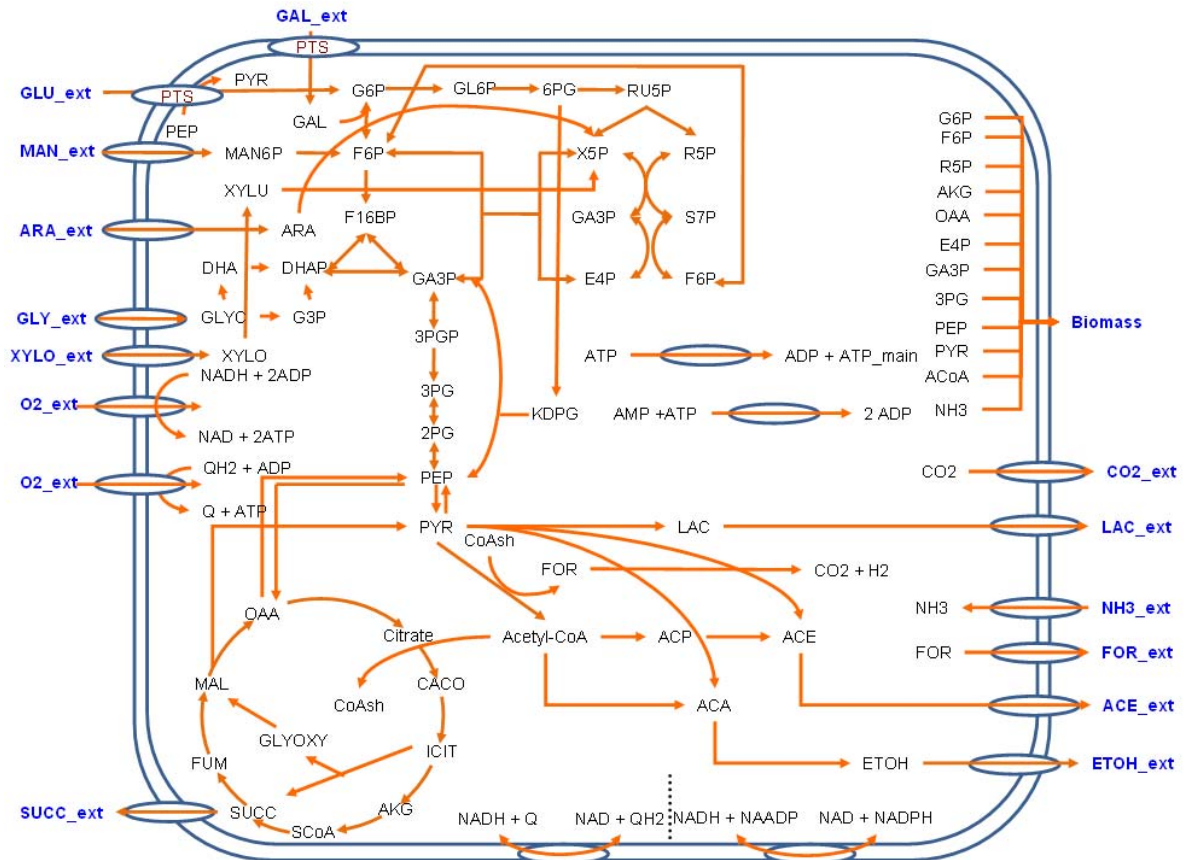 GAL_ext
PTS
PYR
GLU_ext
PTS
G6P
GL6P
6PG
RU5P
PEP
GAL
MAN_ext
MAN6P
F6P
X5P
R5P
XYLU
ARA_ext
ARA
F16BP
GA3P
S7P
DHA
DHAP
GA3P
E4P
F6P
GLY_ext
GLYC
G3P
3PGP
XYLO_ext
XYLO
ATP
ADP + ATP_main
NADH + 2ADP
O2_ext
3PG
KDPG
AMP +ATP
2 ADP
NAD + 2ATP
2PG
QH2 + ADP
O2_ext
PEP
Q + ATP
PYR
CoAsh
LAC
FOR
CO2 + H2
OAA
Citrate
Acetyl-CoA
ACP
ACE
MAL
CACO
CoAsh
ACA
GLYOXY
ICIT
FUM
ETOH
SUCC_ext
SUCC
AKG
SCoA
NADH + Q
NAD + QH2
NADH + NAADP
NAD + NADPH
G6P
F6P
R5P
AKG
OAA
E4P
GA3P
3PG
PEP
PYR
ACoA
NH3
Biomass
CO2
CO2_ext
LAC_ext
NH3
NH3_ext
FOR
FOR_ext
ACE_ext
ETOH_ext